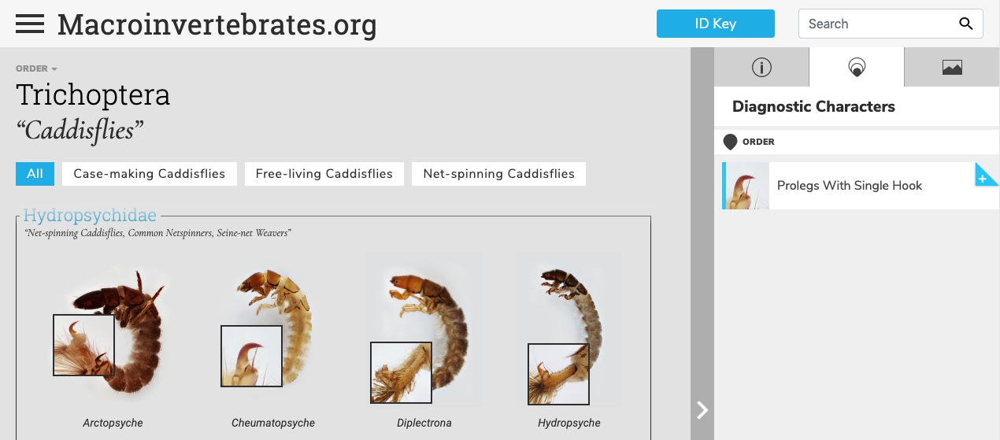 Macroinvertebrates.org
ID Key
Search
ORDER
Trichoptera
“Caddisflies”
All
Case-making Caddisflies
Free-living Caddisflies
Net-spinning Caddisflies
Hydropsychidae
“Net-spinning Caddisflies, Common Netspinners, Seine-net Weavers”
Arctopsyche
Cheumatopsyche
Diplectrona
Hydropsyche
Diagnostic Characters
ORDER
Prolegs With Single Hook
+